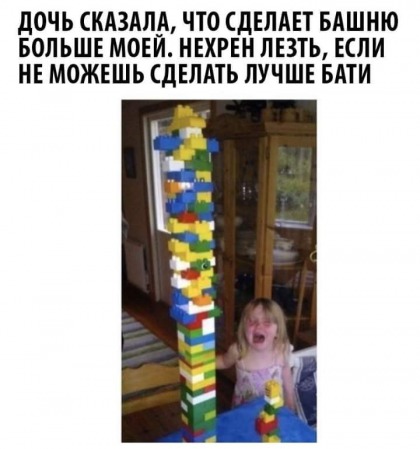 ДОЧЬ СКАЗАЛА, ЧТО СДЕЛАЕТ БАШНЮ
БОЛЬШЕ МОЕЙ. НЕХРЕН ЛЕЗТЬ, ЕСЛИ
НЕ МОЖЕШЬ СДЕЛАТЬ ЛУЧШЕ БАТИ